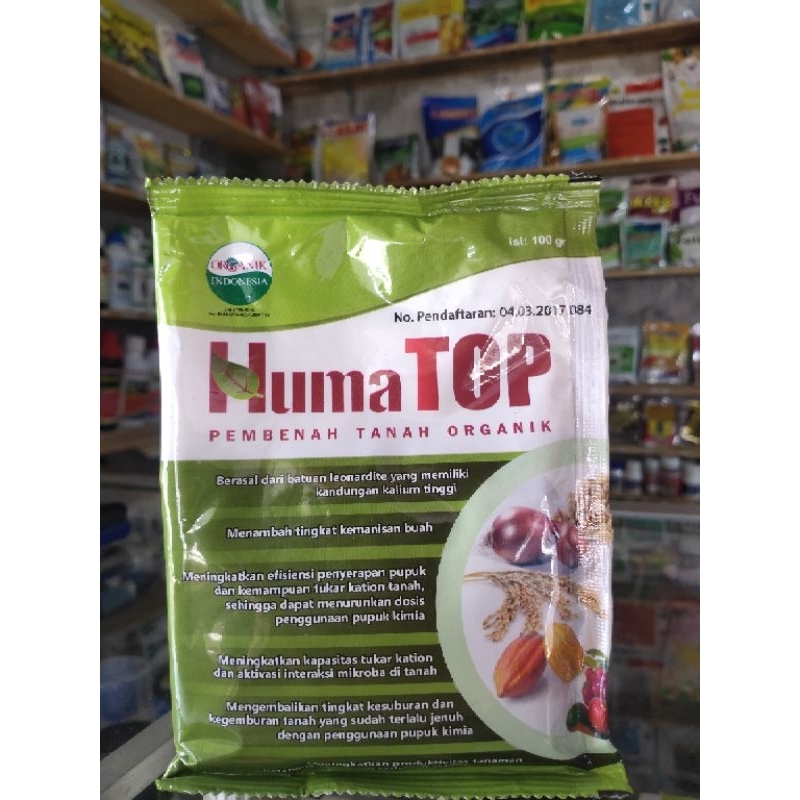 Isi: 100 gr
ORGANIK
INDONESIA
No. Pendaftaran: 04.03.2017.084
HumaTOP
PEMBENAH TANAH ORGANIK
Berasal dari batuan leonardite yang memiliki
kandungan kalium tinggi
Menambah tingkat kemanisan buah
Meningkatkan efisiensi penyerapan pupuk
dan kemampuan tukar kation tanah,
sehingga dapat menurunkan dosis
penggunaan pupuk kimia
Meningkatkan kapasitas tukar kation
dan aktivasi interaksi mikroba di tanah
Mengembalikan tingkat kesuburan dan
kegemburan tanah yang sudah terlalu jenuh
dengan penggunaan pupuk kimia
Meningkatkan produktivitas tanaman